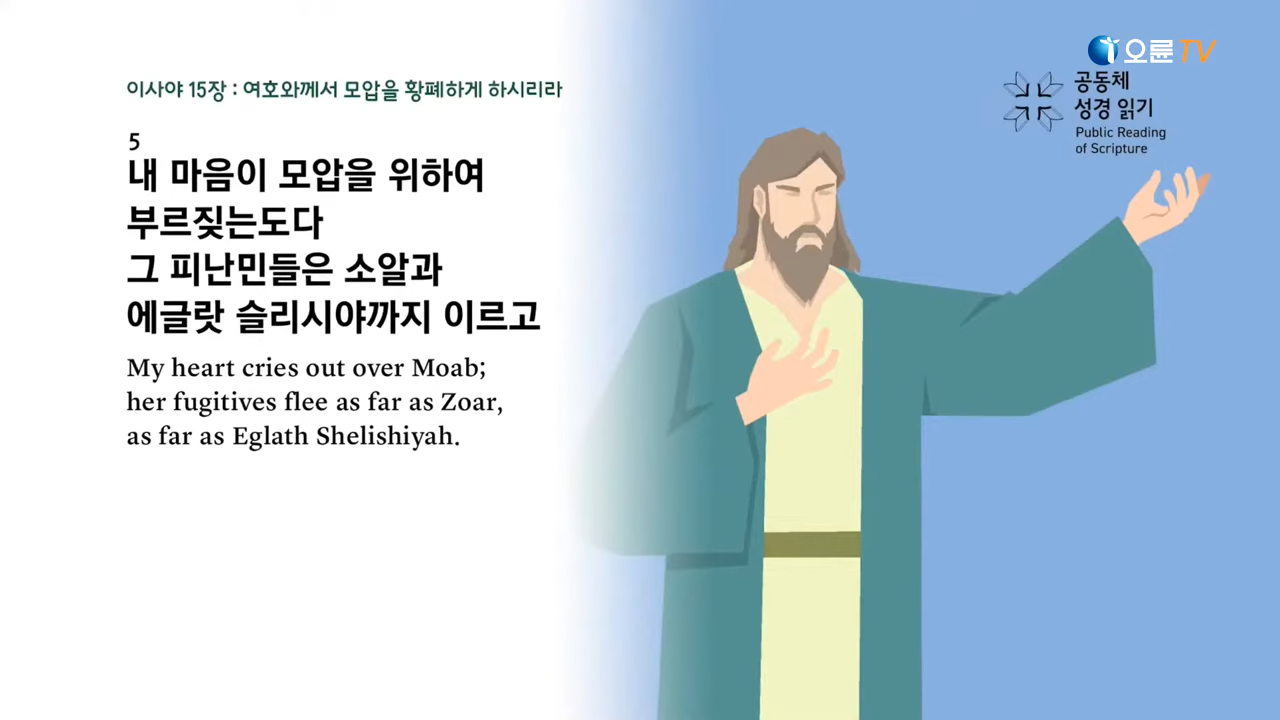 오륜TV
공동체
성경 읽기
Public Reading
of Scripture
이사야 15장 : 여호와께서 모압을 황폐하게 하시리라
5
내 마음이 모압을 위하여
부르짖는도다
그 피난민들은 소알과
에글랏 슬리시야까지 이르고
My heart cries out over Moab;
her fugitives flee as far as Zoar,
as far as Eglath Shelishiyah.